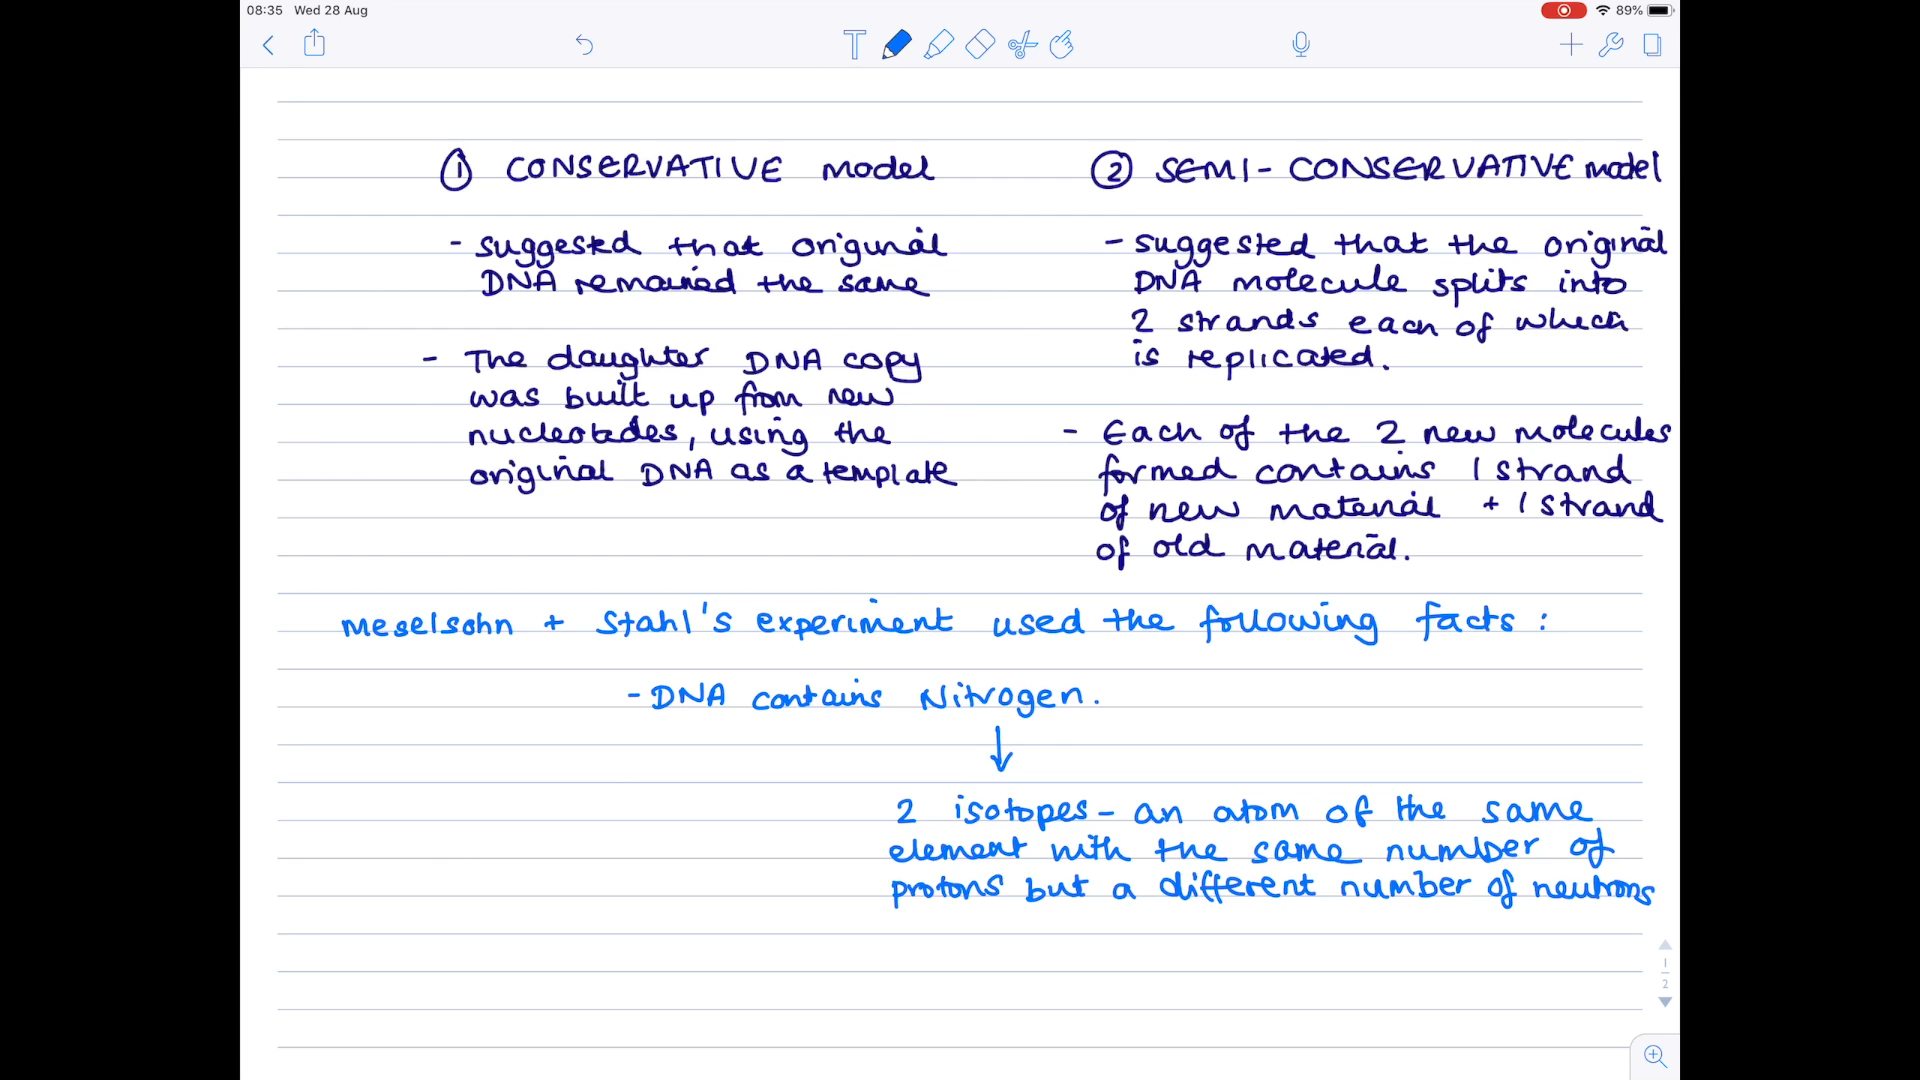 08:35 Wed 28 Aug
89%
① CONSERVATIVE model
- suggested that original
DNA remained the same
- The daughter DNA copy
was built up from new
nucleotides, using the
original DNA as a template
② SEMI-CONSERVATIVE model
- suggested that the original
DNA molecule splits into
2 strands each of which
is replicated.
- Each of the 2 new molecules
formed contains 1 strand
of new material + 1 strand
of old material.
Meselsohn + Stahl's experiment used the following facts :
- DNA contains Nitrogen.
↓
2 isotopes - an atom of the same
element with the same number of
protons but a different number of neutrons
1
2